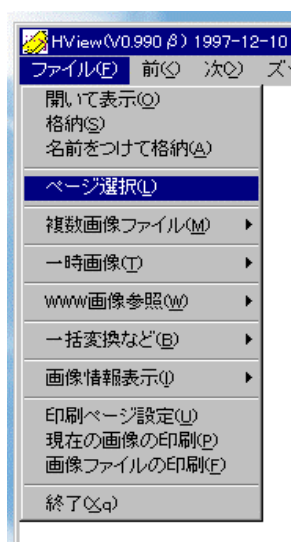 HView(V0.990 β) 1997-12-10
ファイル(F) 前(<) 次(>) ズ
開いて表示(O)
格納(S)
名前をつけて格納(A)
ページ選択(L)
複数画像ファイル(M)
一時画像(T)
WWW画像参照(W)
一括変換など(B)
画像情報表示(I)
印刷ページ設定(U)
現在の画像の印刷(P)
画像ファイルの印刷(F)
終了(Xq)